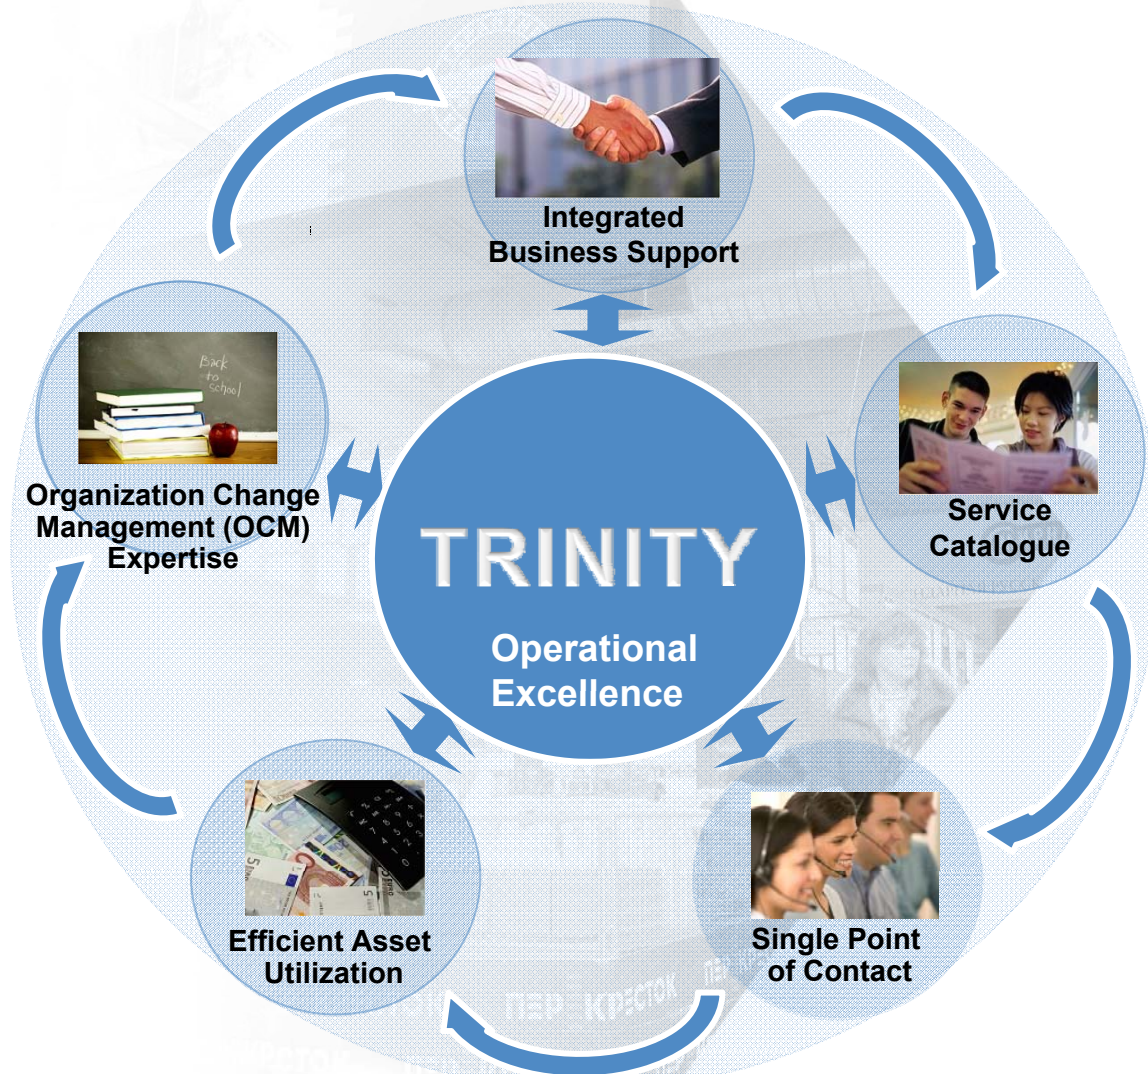 Integrated
Business Support
Back
to
school
Organization Change
Management (OCM)
Expertise
Service
Catalogue
TRINITY
Operational
Excellence
Efficient Asset
Utilization
Single Point
of Contact